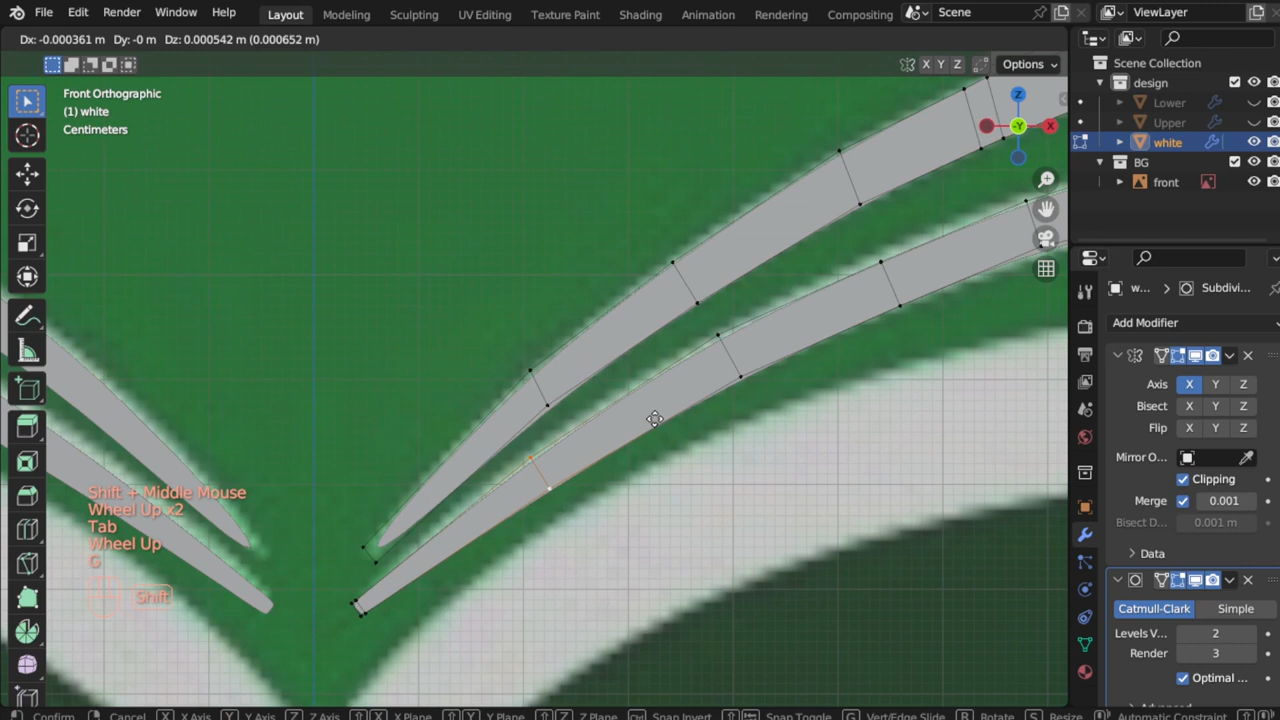 File Edit Render Window Help Layout Modeling Sculpting UV Editing Texture Paint Shading Animation Rendering Compositing Scene ViewLayer
Dx: -0.000361 m Dy: -0 m Dz: 0.000542 m (0.000652 m)
X Y Z Options
Front Orthographic
(1) white
Centimeters
Z
-Y
X
Shift + Middle Mouse
Wheel Up x2
Tab
Wheel Up
G
Shift
Scene Collection
design
Lower
Upper
white
BG
front
w... > Subdivi...
Add Modifier
Axis X Y Z
Bisect X Y Z
Flip X Y Z
Mirror O...
Clipping
Merge 0.001
Bisect D... 0.001 m
Data
Catmull-Clark Simple
Levels V... 2
Render 3
Optimal ...
Advanced
Confirm Cancel X X Axis Y Y Axis Z Z Axis X X Plane Y Y Plane Z Z Plane Snap Invert Snap Toggle G Vert/Edge Slide R Rotate S Resize Automatic Constraint